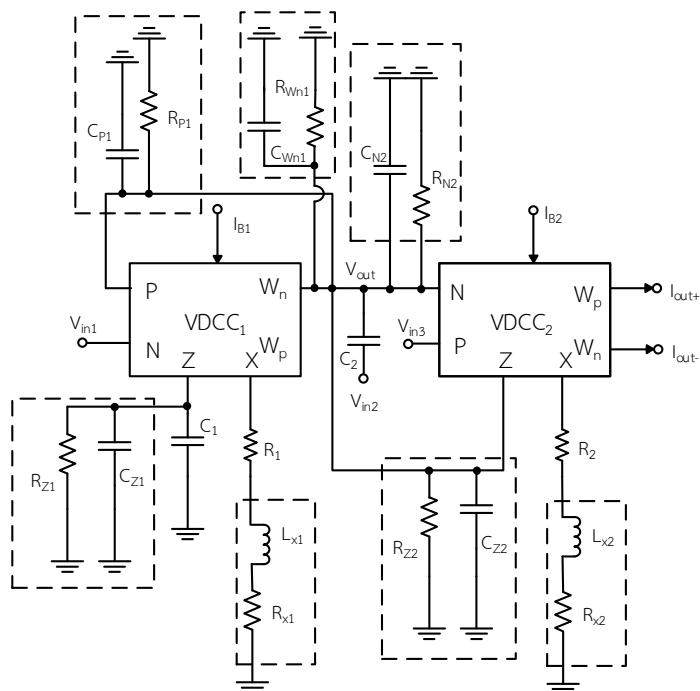 R_Wn1
R_P1
C_P1
C_Wn1
C_N2
R_N2
I_B1
I_B2
V_out
P
W_n
N
W_p
I_out+
VDCC_1
VDCC_2
V_in1
V_in3
N
W_p
P
W_n
I_out-
Z
X
C_2
Z
X
V_in2
C_1
R_1
R_2
R_Z1
C_Z1
L_x1
R_Z2
C_Z2
L_x2
R_x1
R_x2